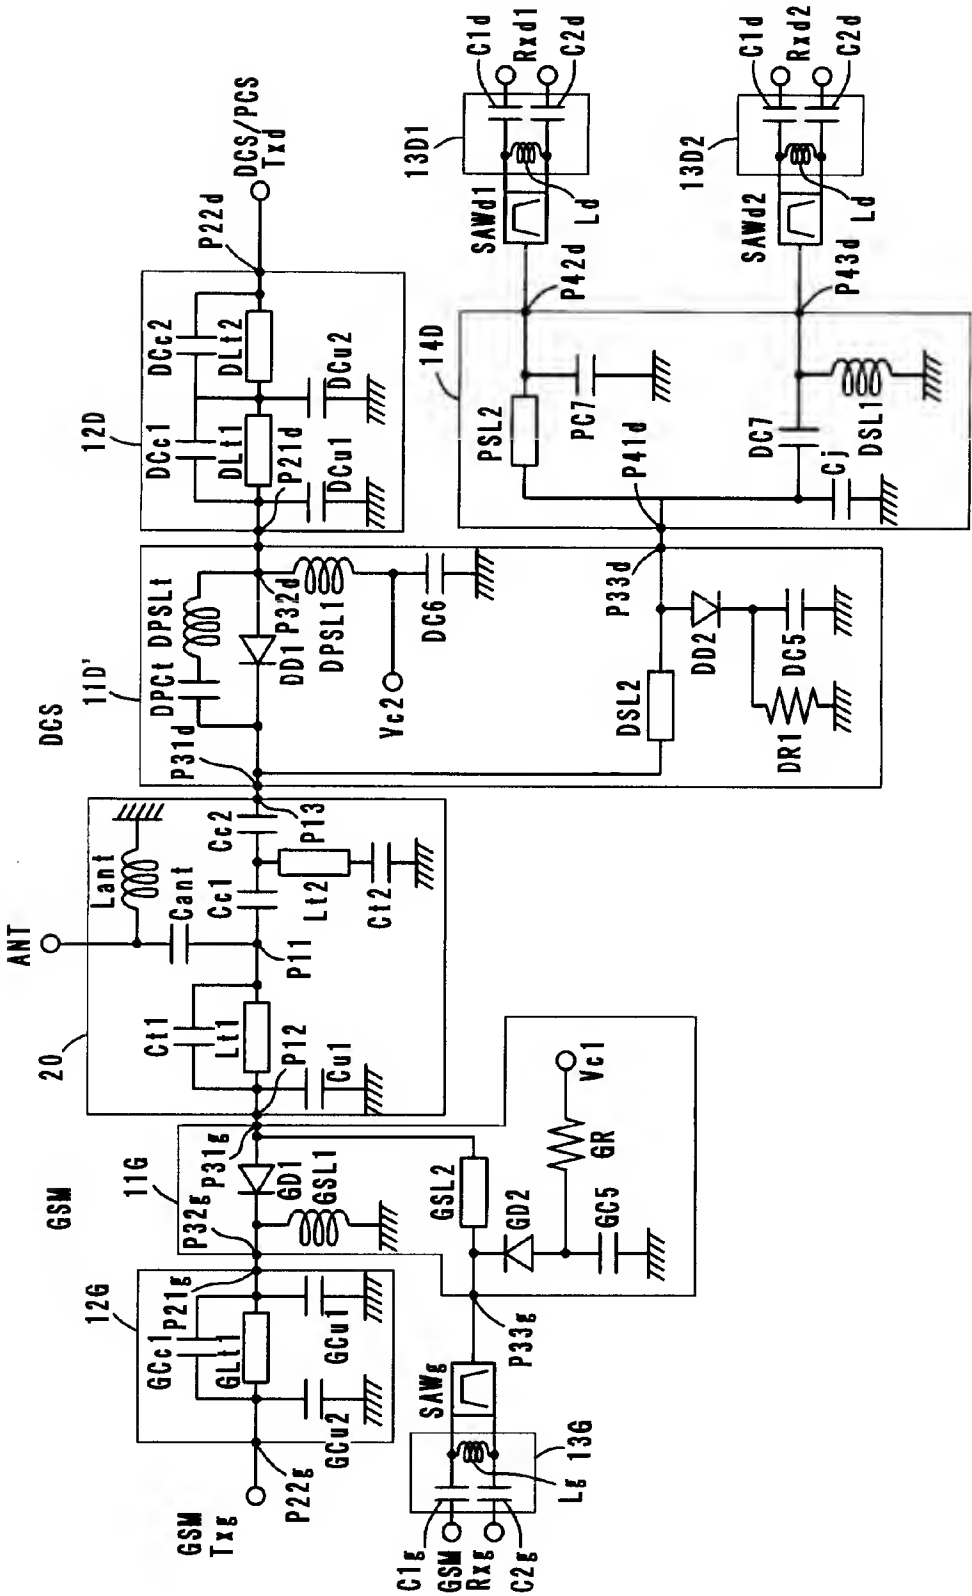 ANT
GSM
DCS
20
Lant
Cant
Ct1
Lt1
Cu1
P11
P12
P13
Cc1
Cc2
Lt2
Ct2
11G
P31g
P32g
P33g
GD1
GSL1
GSL2
GD2
GC5
GR
Vc1
12G
P21g
P22g
GCc1
GLt1
GCu1
GCu2
GSM
Txg
SAWg
13G
Lg
C1g
GSM
Rxg
C2g
11D'
P31d
P32d
P33d
DPCt
DPSLt
DD1
DPSL1
DC6
Vc2
DSL2
DD2
DC5
DR1
12D
P21d
P22d
DCc1
DCc2
DLt1
DLt2
DCu1
DCu2
DCS/PCS
Txd
14D
P41d
P42d
P43d
PSL2
PC7
DC7
Cj
DSL1
SAWd1
13D1
Ld
C1d
Rxd1
C2d
SAWd2
13D2
Ld
C1d
Rxd2
C2d